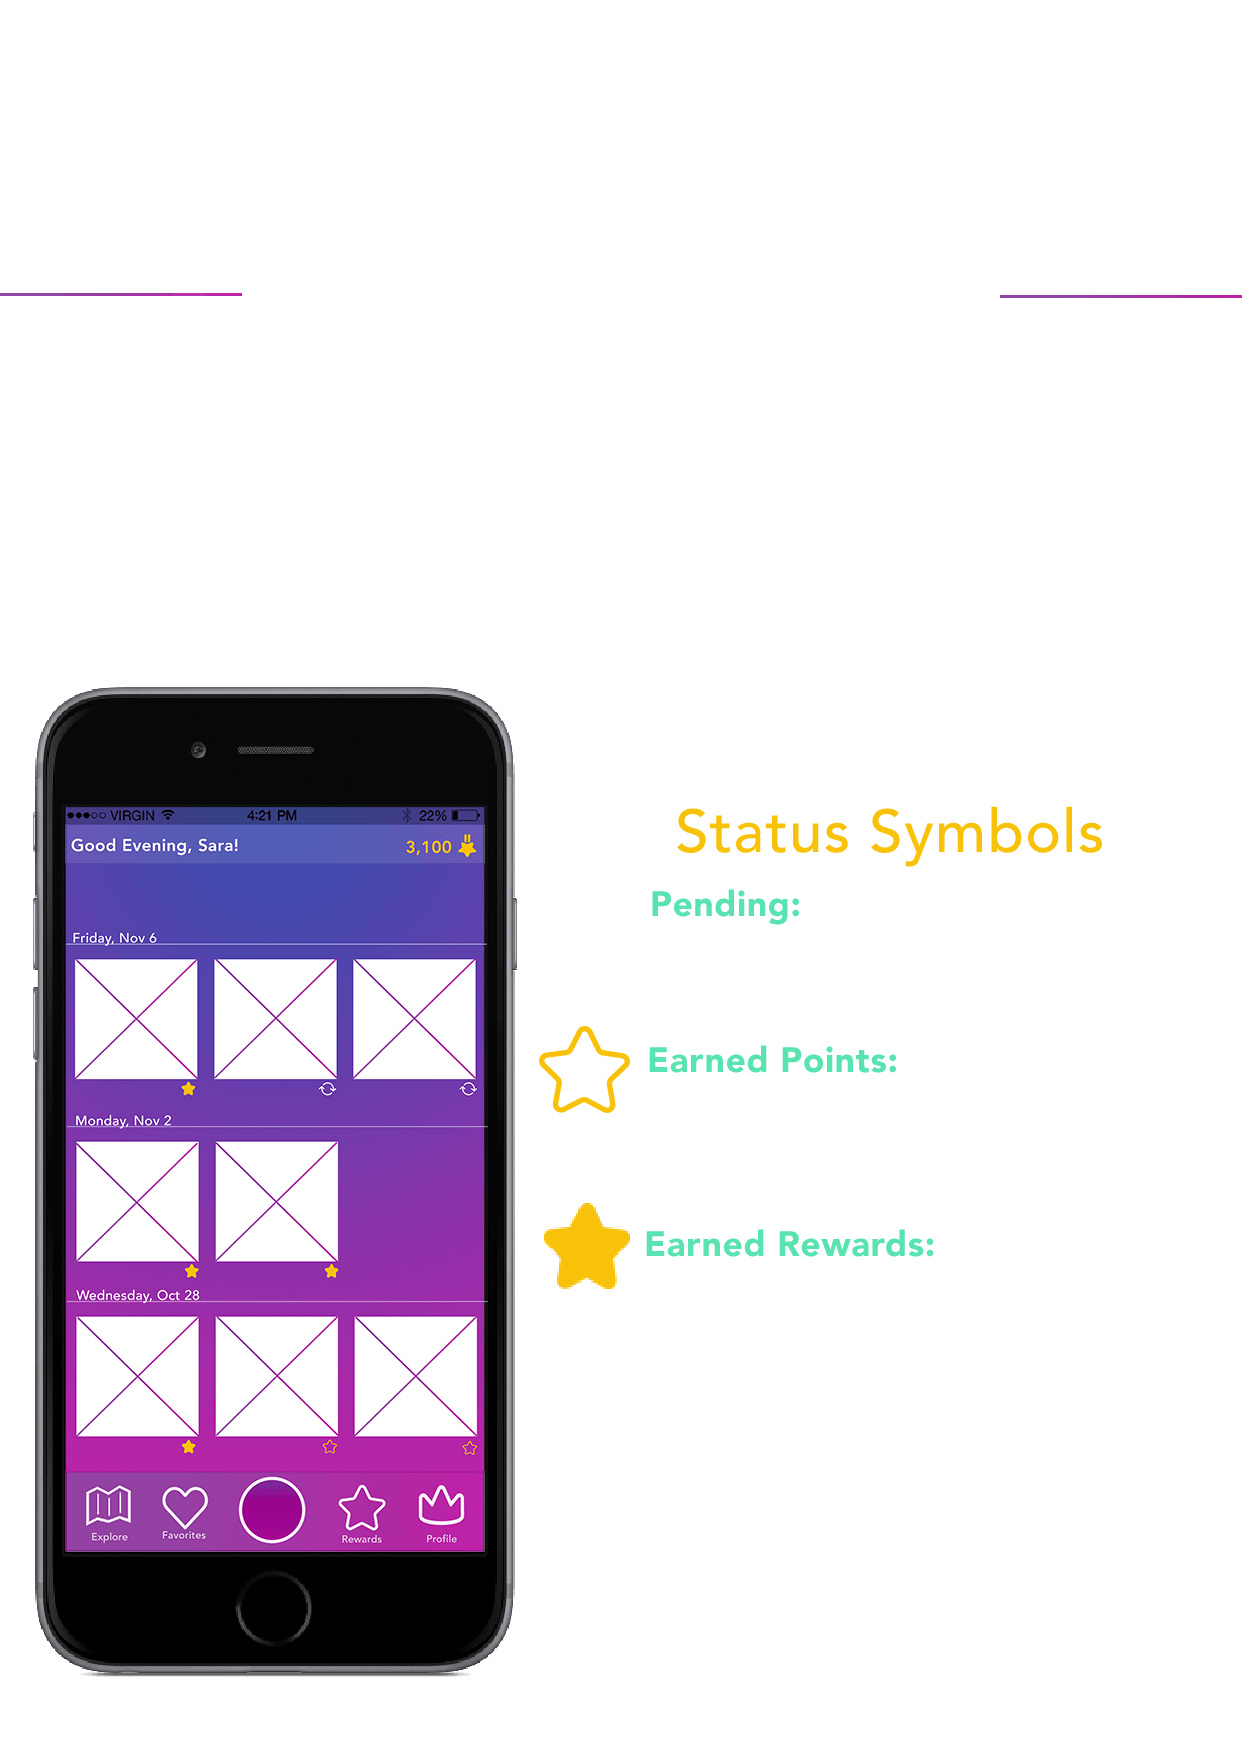 VIRGIN 4:21 PM 22%
Good Evening, Sara! 3,100
Friday, Nov 6
Monday, Nov 2
Wednesday, Oct 28
Explore Favorites Rewards Profile
Status Symbols
Pending:
Earned Points:
Earned Rewards: